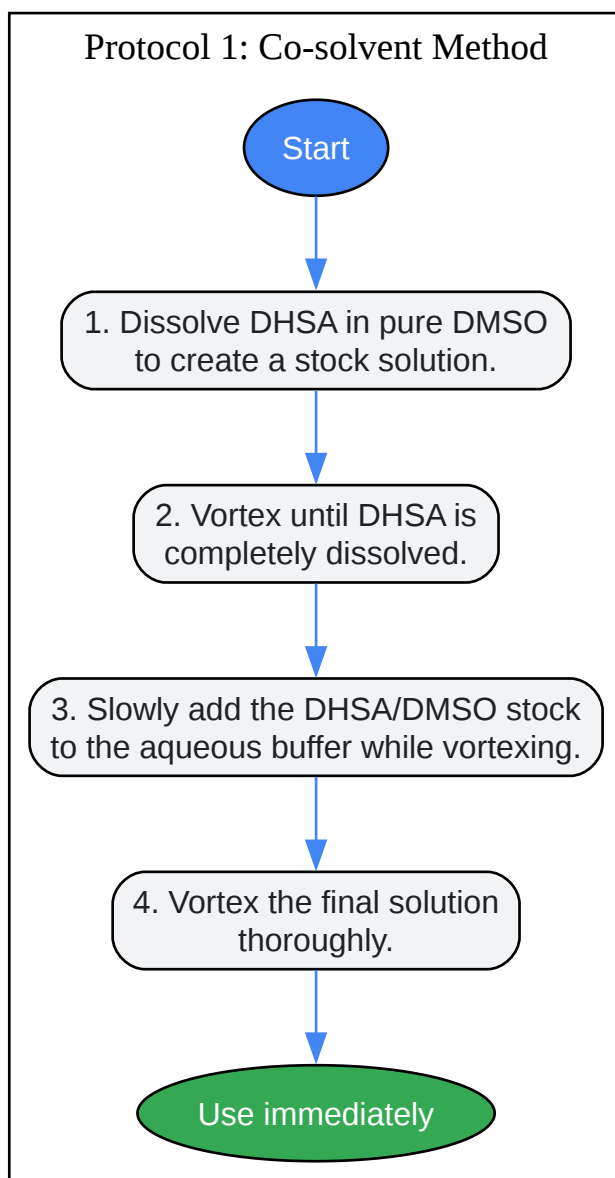 Protocol 1: Co-solvent Method
Start
1. Dissolve DHSA in pure DMSO
to create a stock solution.
2. Vortex until DHSA is
completely dissolved.
3. Slowly add the DHSA/DMSO stock
to the aqueous buffer while vortexing.
4. Vortex the final solution
thoroughly.
Use immediately